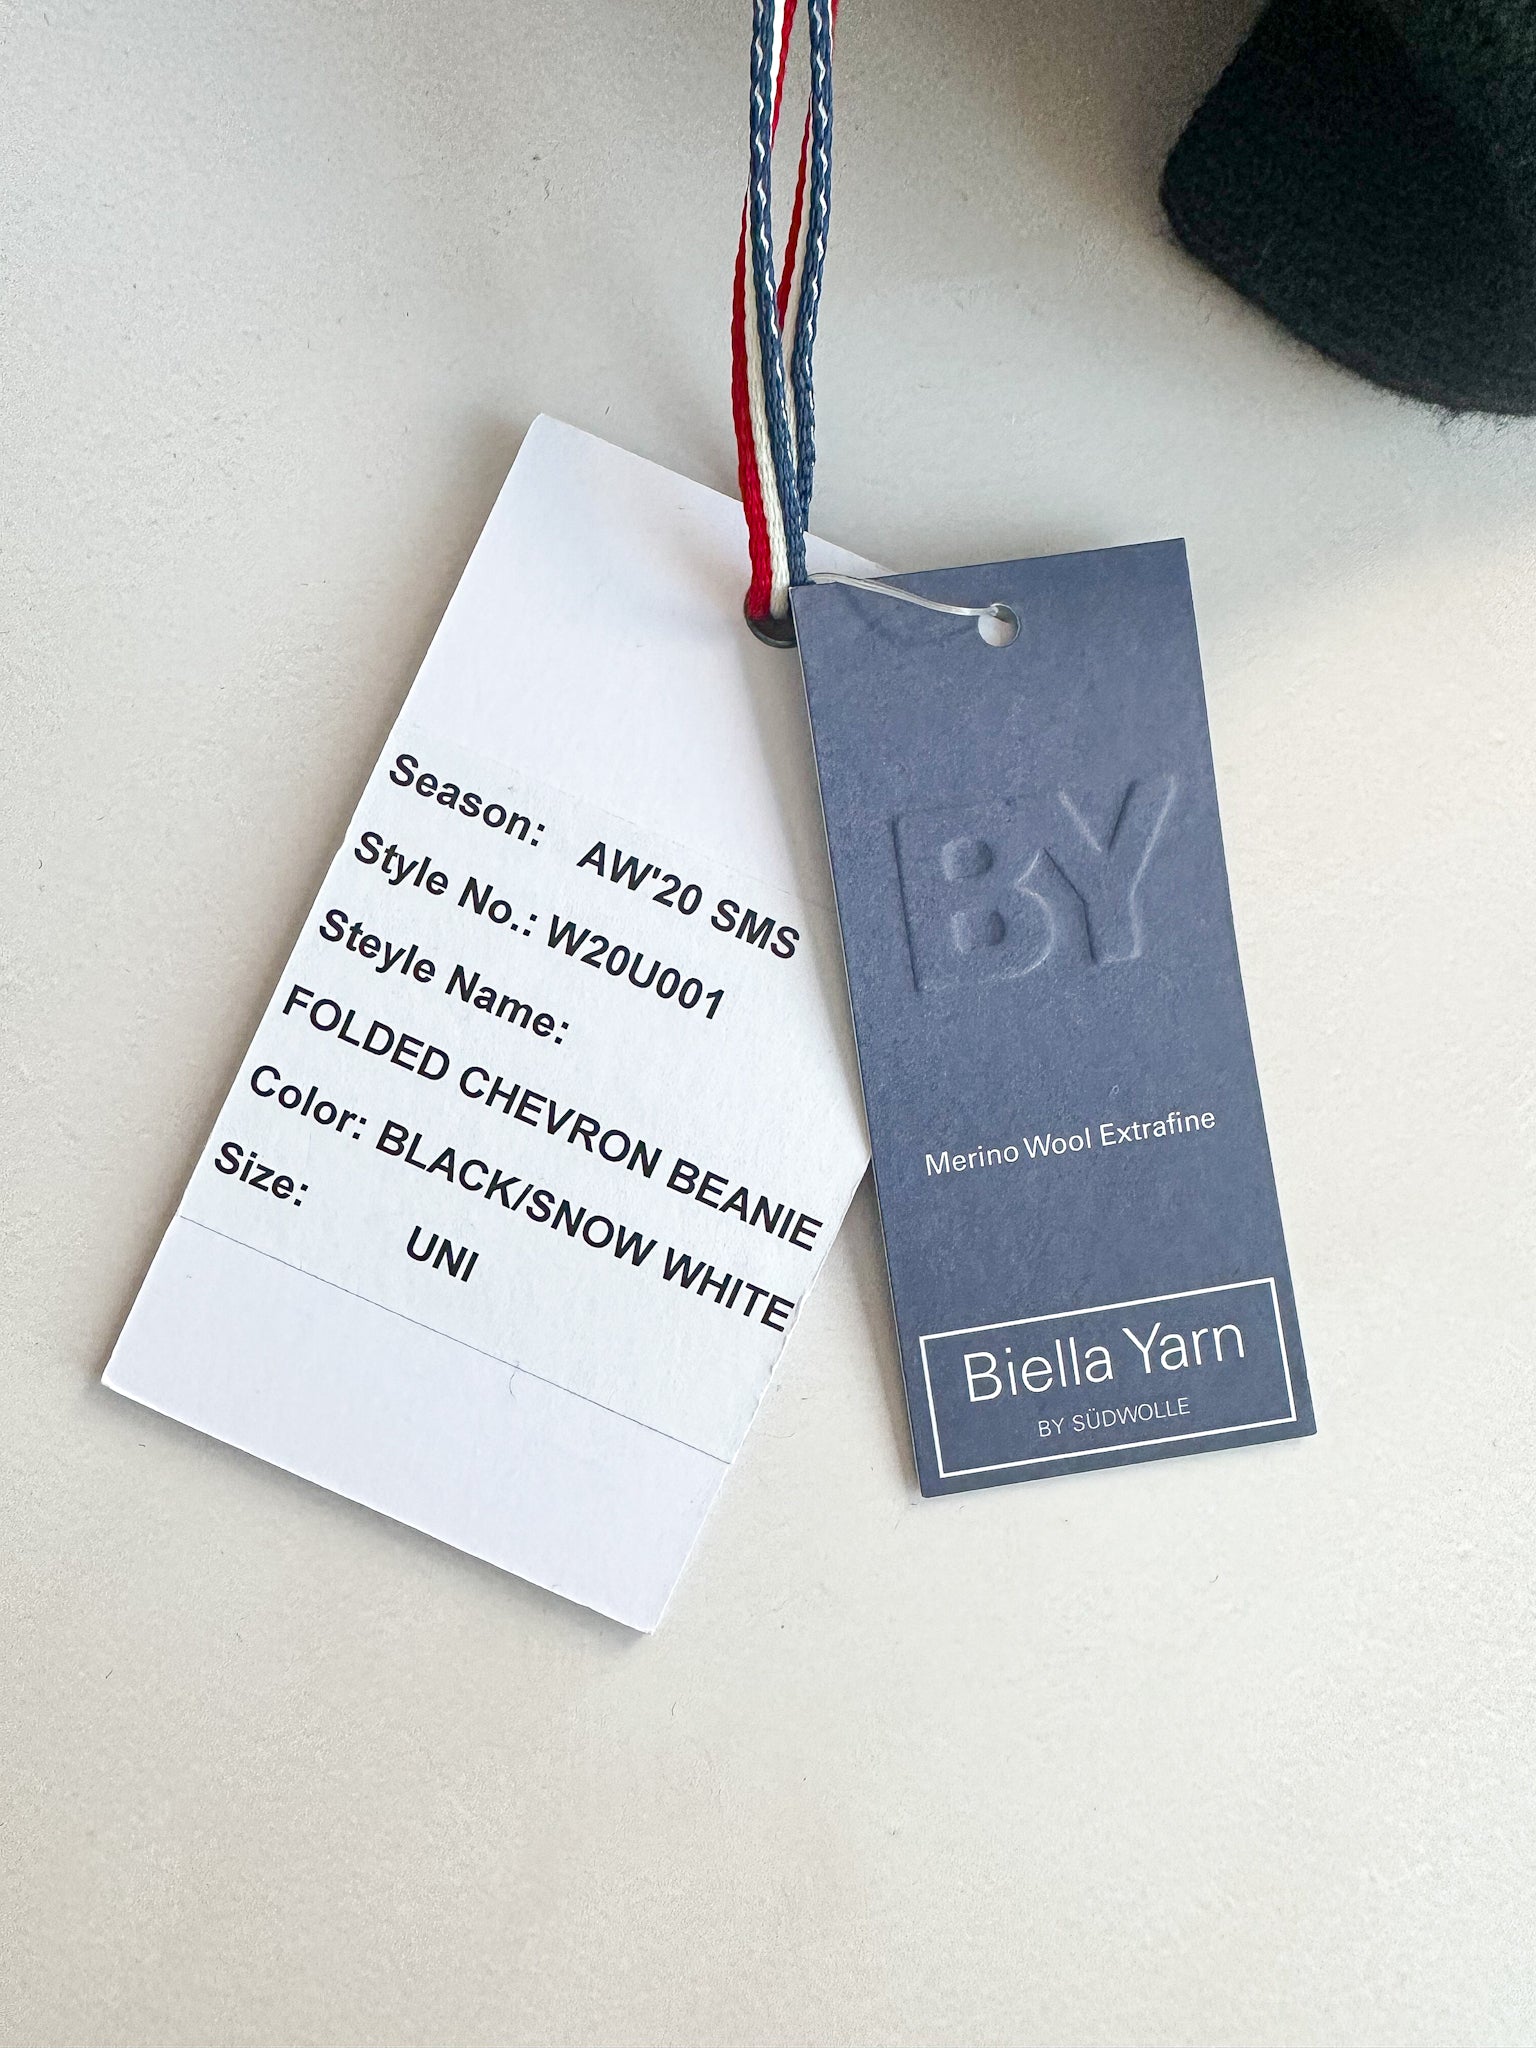 Season: AW'20 SMS
Style No.: W20U001
Steyle Name:
FOLDED CHEVRON BEANIE
Color: BLACK/SNOW WHITE
Size:
UNI
BY
Merino Wool Extrafine
Biella Yarn
BY SÜDWOLLE